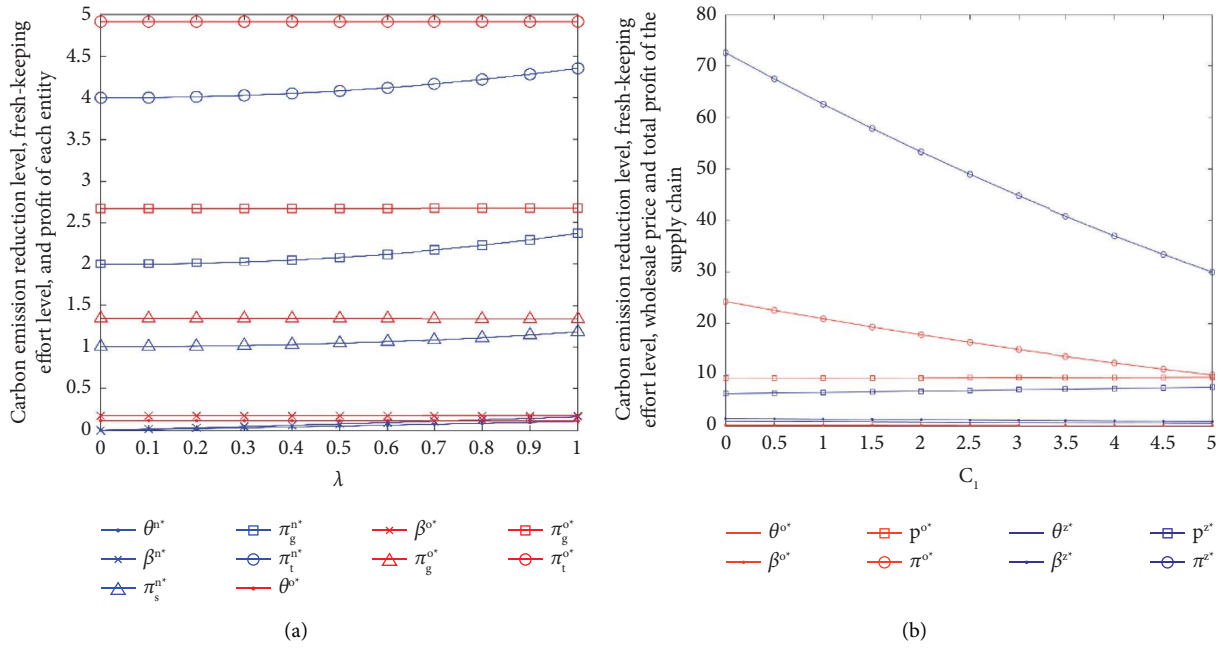 Carbon emission reduction level, fresh-keeping
effort level, and profit of each entity
5
4.5
4
3.5
3
2.5
2
1.5
1
0.5
0
0 0.1 0.2 0.3 0.4 0.5 0.6 0.7 0.8 0.9 1
λ
θⁿ* πgⁿ* βᵒ* πgᵒ*
βⁿ* πtⁿ* πgᵒ* πtᵒ*
πsⁿ* θᵒ*
(a)
Carbon emission reduction level, fresh-keeping
effort level, wholesale price and total profit of the
supply chain
80
70
60
50
40
30
20
10
0
0 0.5 1 1.5 2 2.5 3 3.5 4 4.5 5
C₁
θᵒ* pᵒ* θᶻ* pᶻ*
βᵒ* πᵒ* βᶻ* πᶻ*
(b)